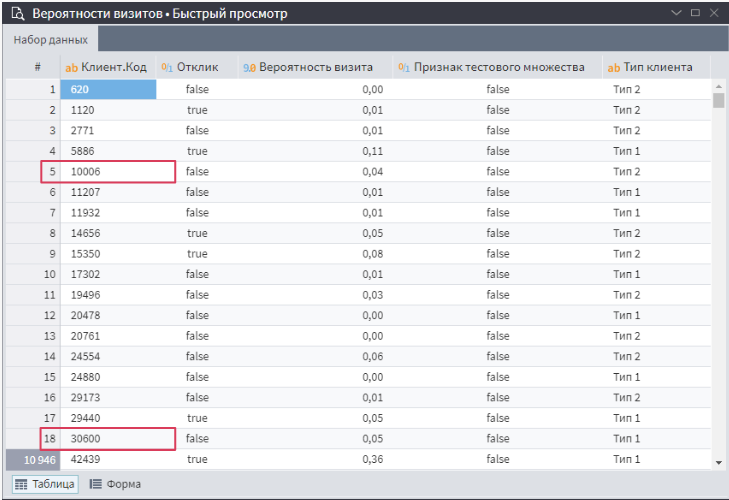 Вероятности визитов • Быстрый просмотр
Набор данных
# ab Клиент.Код 0/1 Отклик 9.0 Вероятность визита 0/1 Признак тестового множества ab Тип клиента
1 620 false 0,00 false Тип 2
2 1120 true 0,01 false Тип 2
3 2771 false 0,01 false Тип 2
4 5886 true 0,11 false Тип 1
5 10006 false 0,04 false Тип 2
6 11207 false 0,01 false Тип 1
7 11932 false 0,01 false Тип 1
8 14656 true 0,05 false Тип 2
9 15350 true 0,08 false Тип 2
10 17302 false 0,01 false Тип 1
11 19496 false 0,03 false Тип 2
12 20478 false 0,00 false Тип 1
13 20761 false 0,00 false Тип 2
14 24554 false 0,06 false Тип 2
15 24880 false 0,00 false Тип 1
16 29173 false 0,01 false Тип 2
17 29440 true 0,05 false Тип 1
18 30600 false 0,05 false Тип 1
10 946 42439 true 0,36 false Тип 1
Таблица Форма